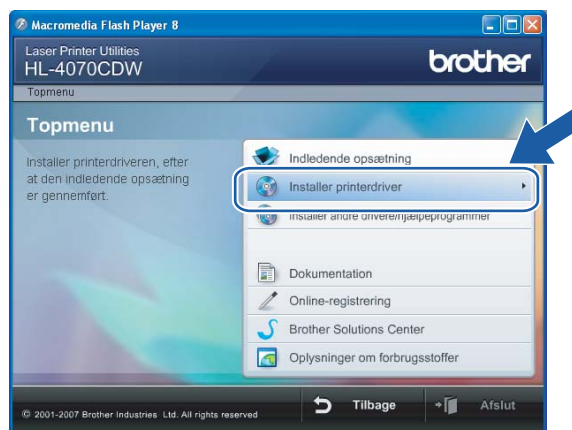 Macromedia Flash Player 8
Laser Printer Utilities
HL-4070CDW
brother
Topmenu
Topmenu
Installer printerdriveren, efter
at den indledende opsætning
er gennemført.
Indledende opsætning
Installer printerdriver
Installer andre drivere/hjælpeprogrammer
Dokumentation
Online-registrering
Brother Solutions Center
Oplysninger om forbrugsstoffer
© 2001-2007 Brother Industries Ltd. All rights reserved
Tilbage
Afslut